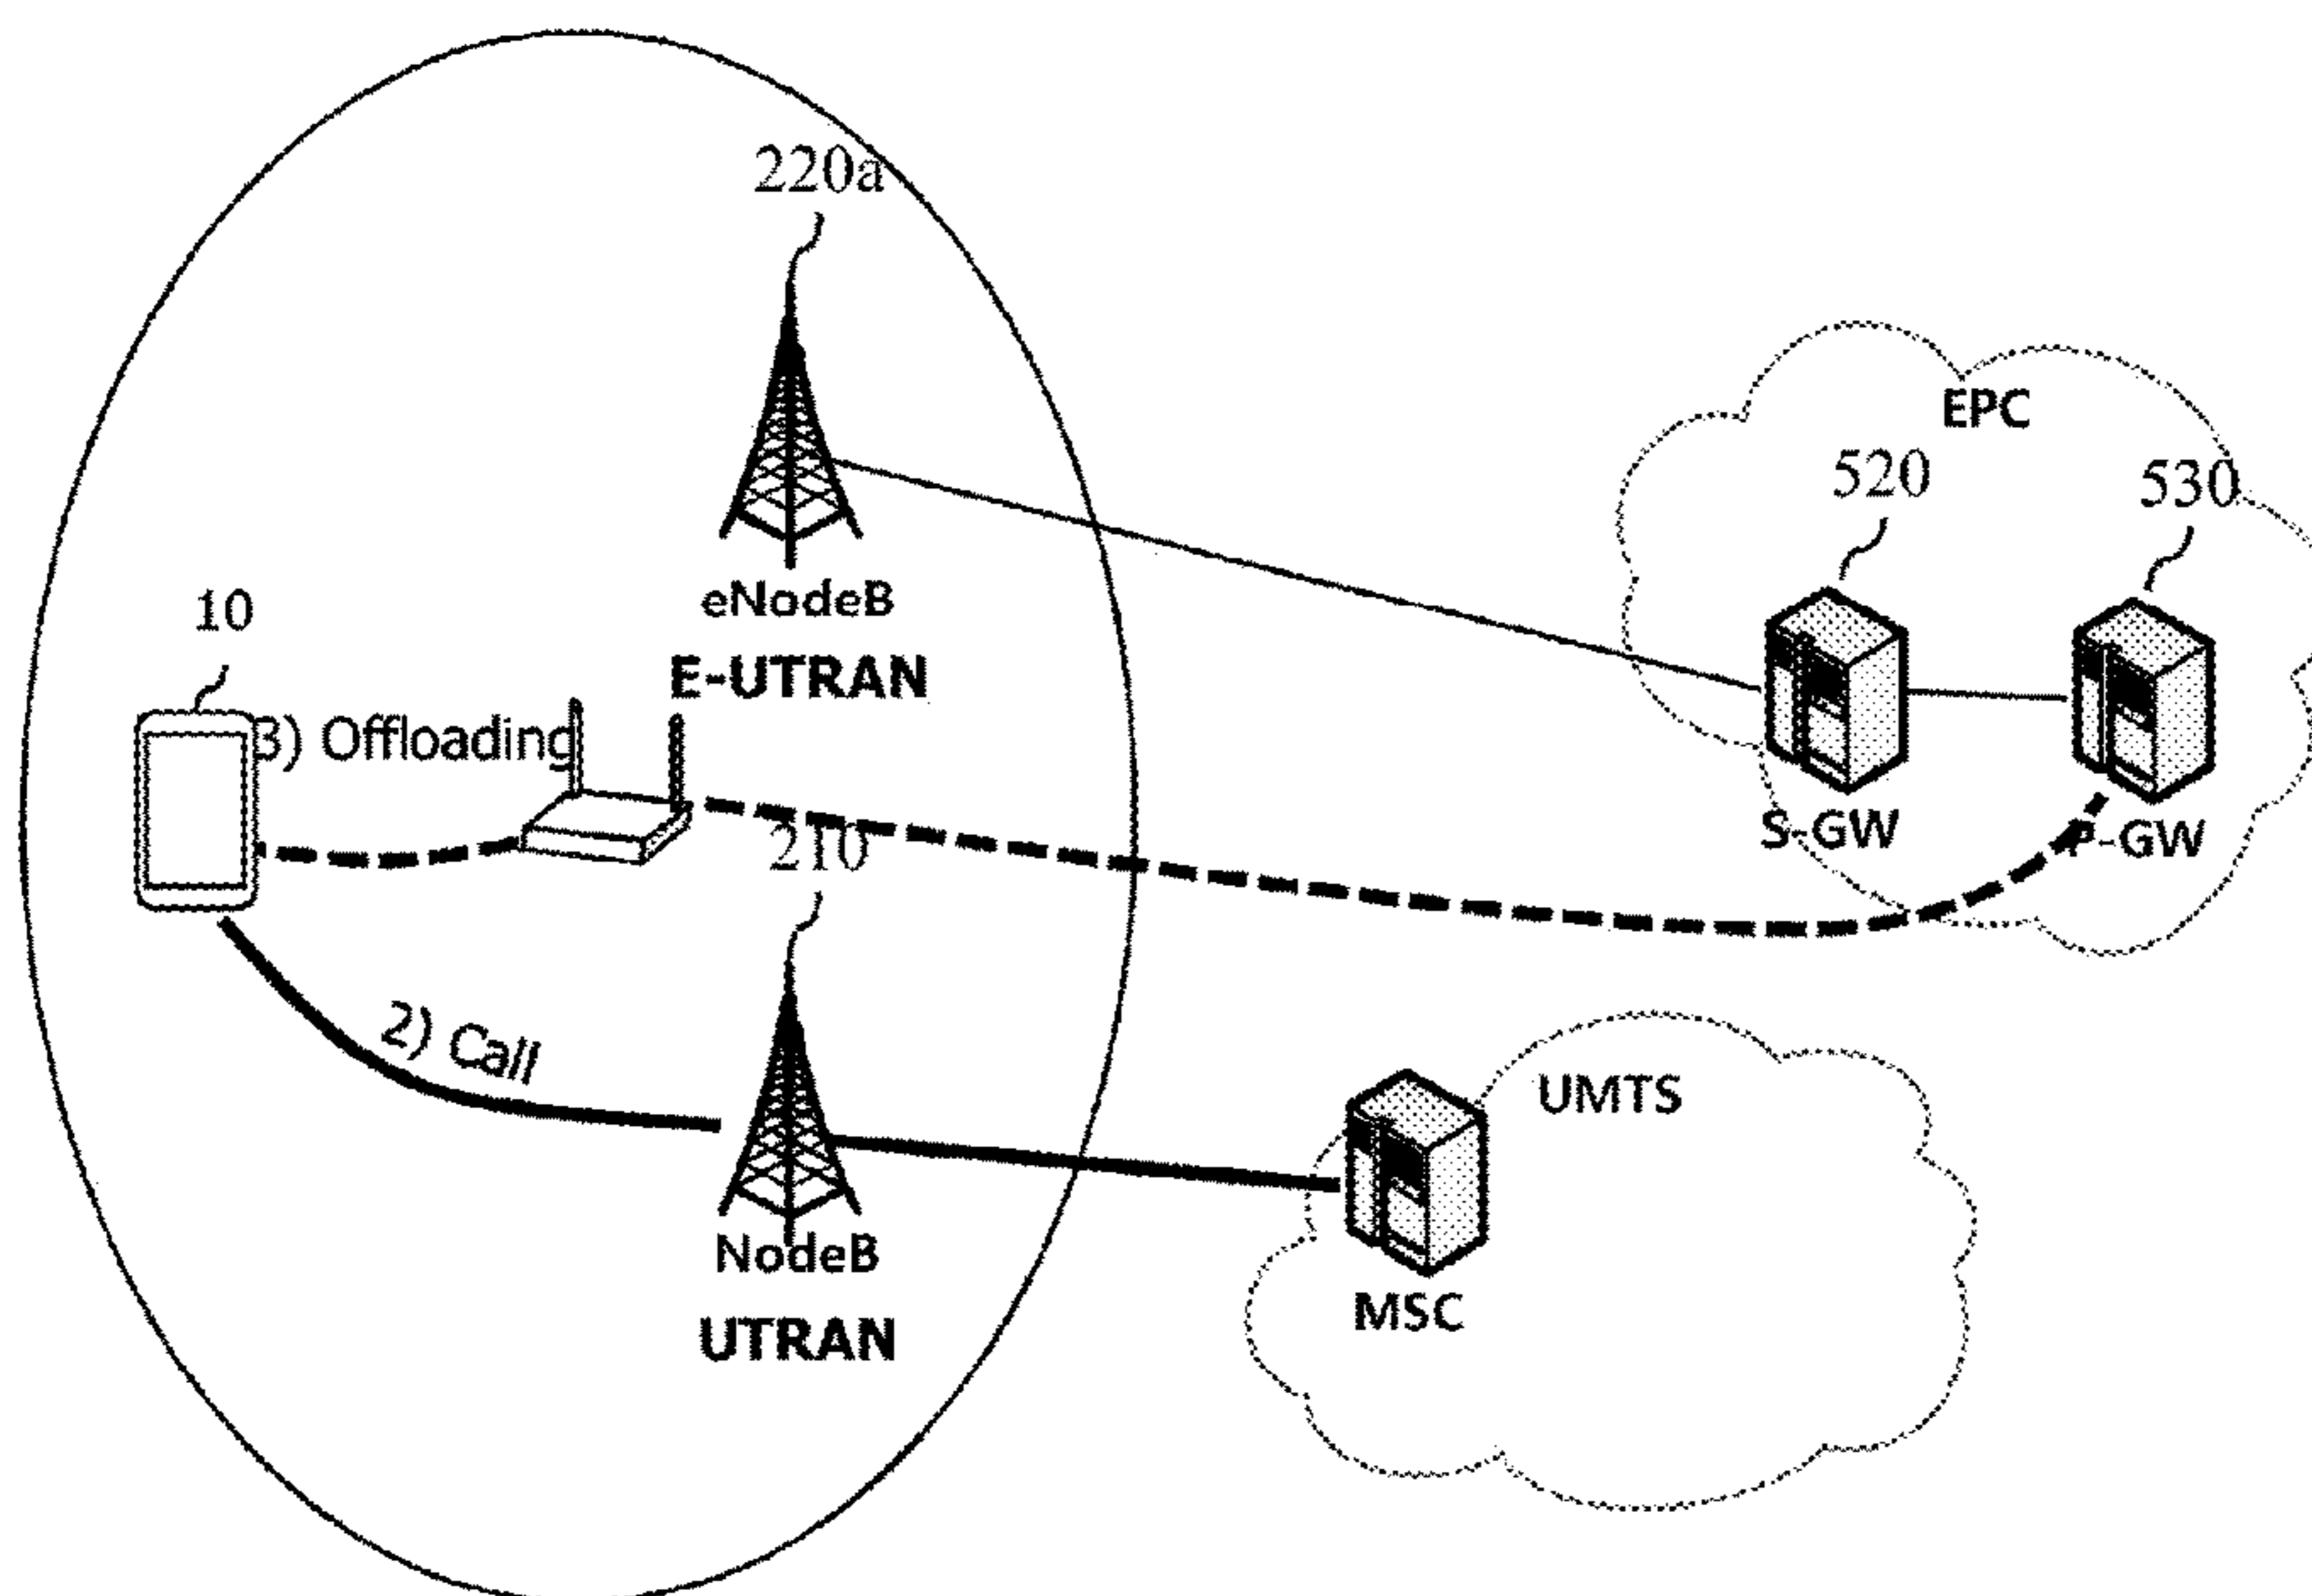 220a
EPC
520
530
eNodeB
E-UTRAN
10
3) Offloading
S-GW
P-GW
210
2) Call
UMTS
NodeB
MSC
UTRAN